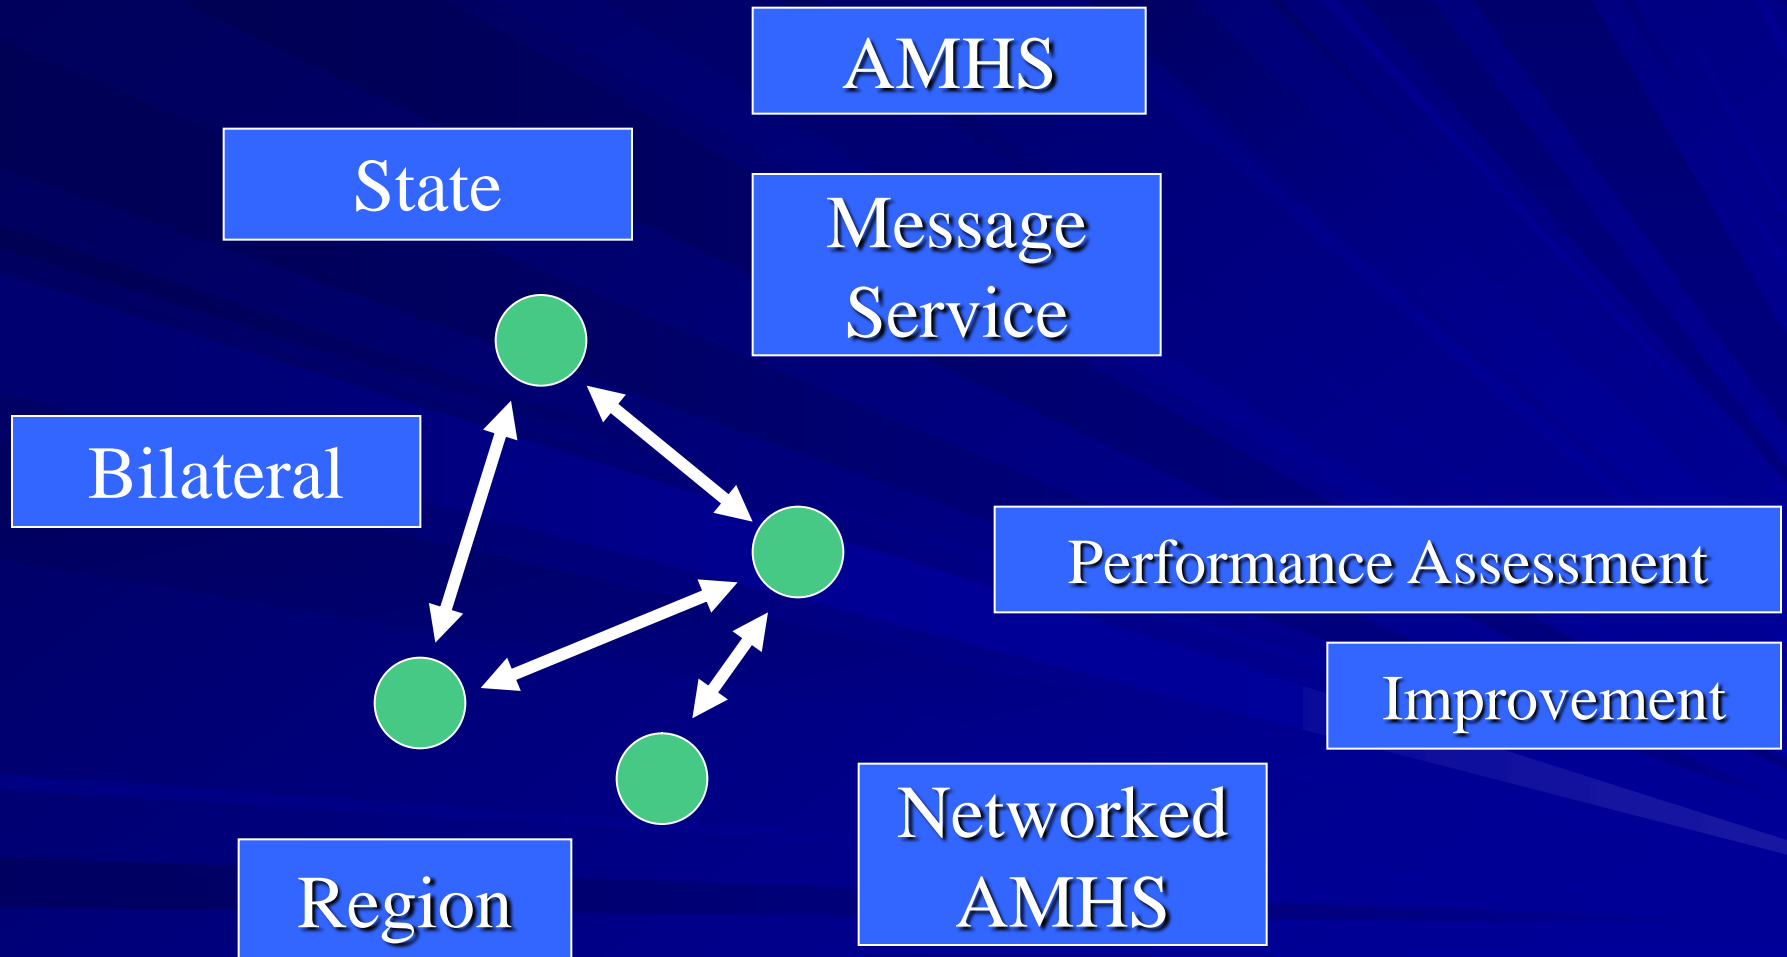 AMHS
State
Message
Service
Bilateral
Performance Assessment
Improvement
Networked
AMHS
Region